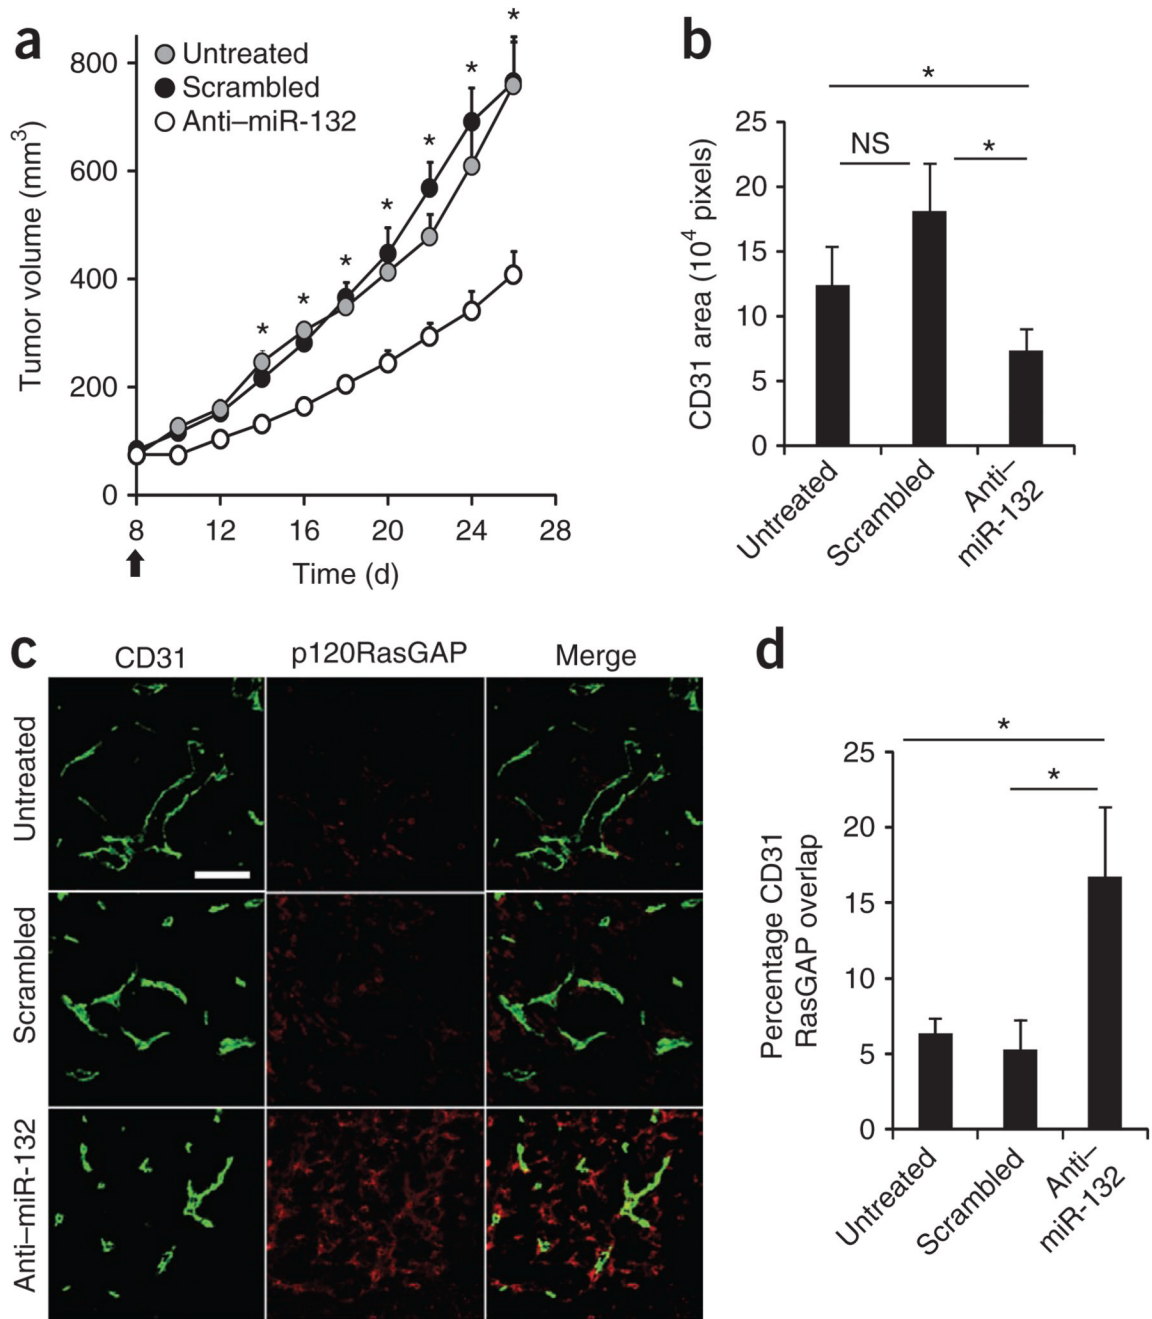 a
Untreated
Scrambled
Anti–miR-132
Tumor volume (mm³)
800
600
400
200
0
* * * * * * *
8 12 16 20 24 28
Time (d)
b
*
NS *
CD31 area (10⁴ pixels)
25
20
15
10
5
0
Untreated
Scrambled
Anti–
miR-132
c
CD31 p120RasGAP Merge
Untreated
Scrambled
Anti–miR-132
d
*
*
Percentage CD31
RasGAP overlap
25
20
15
10
5
0
Untreated
Scrambled
Anti–
miR-132